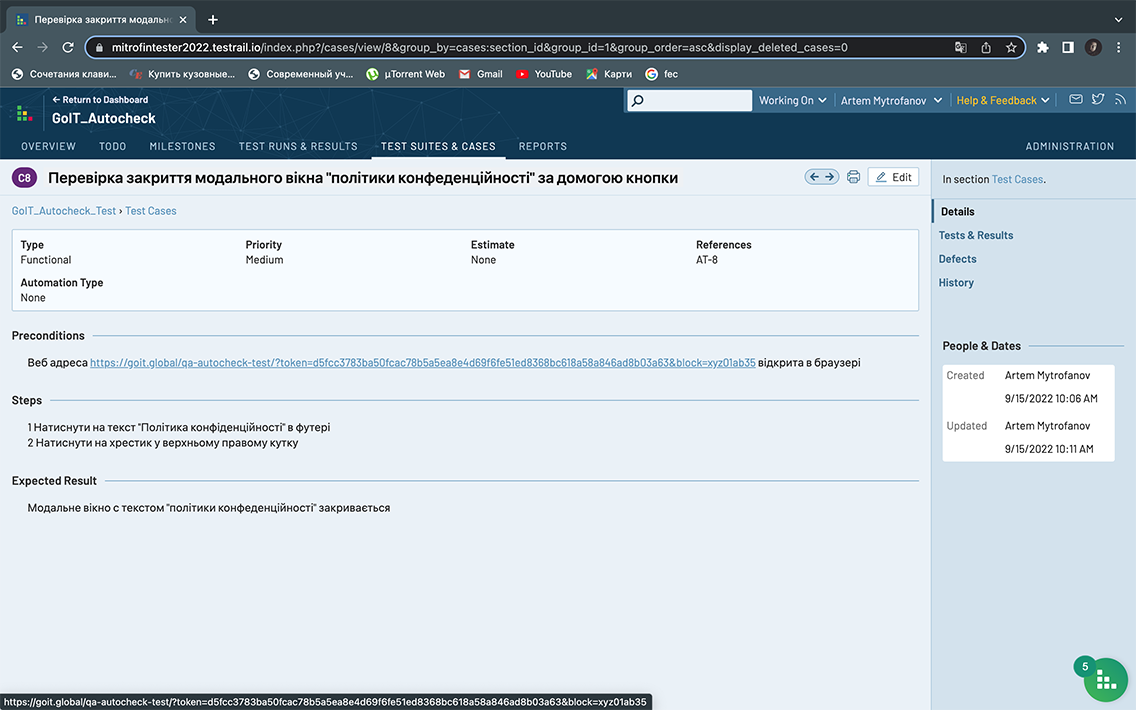 Перевірка закриття модальн
mitrofintester2022.testrail.io/index.php?/cases/view/8&group_by=cases:section_id&group_id=1&group_order=asc&display_deleted_cases=0
Сочетания клави... Купить кузовные... Современный уч... µTorrent Web Gmail YouTube Карти fec
Return to Dashboard
GoIT_Autocheck
Working On Artem Mytrofanov Help & Feedback
OVERVIEW TODO MILESTONES TEST RUNS & RESULTS TEST SUITES & CASES REPORTS ADMINISTRATION
C8 Перевірка закриття модального вікна "політики конфеденційності" за домогою кнопки
Edit
GoIT_Autocheck_Test › Test Cases
Type Priority Estimate References
Functional Medium None AT-8
Automation Type
None
Preconditions
Веб адреса https://goit.global/qa-autocheck-test/?token=d5fcc3783ba50fcac78b5a5ea8e4d69f6fe51ed8368bc618a58a846ad8b03a63&block=xyz01ab35 відкрита в браузері
Steps
1 Натиснути на текст "Політика конфіденційності" в футері
2 Натиснути на хрестик у верхньому правому кутку
Expected Result
Модальне вікно с текстом "політики конфеденційності" закривається
In section Test Cases.
Details
Tests & Results
Defects
History
People & Dates
Created Artem Mytrofanov
9/15/2022 10:06 AM
Updated Artem Mytrofanov
9/15/2022 10:11 AM
5
https://goit.global/qa-autocheck-test/?token=d5fcc3783ba50fcac78b5a5ea8e4d69f6fe51ed8368bc618a58a846ad8b03a63&block=xyz01ab35